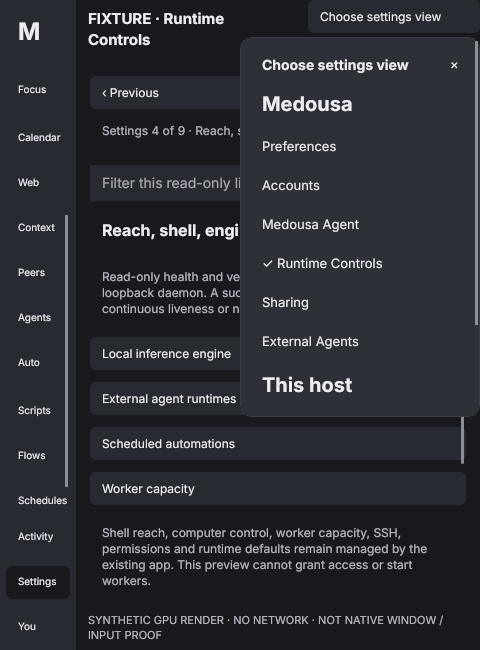 M
Focus
Calendar
Web
Context
Peers
Agents
Auto
Scripts
Flows
Schedules
Activity
Settings
You
FIXTURE · Runtime
Controls
Choose settings view
‹ Previous
Settings 4 of 9 · Reach, s
Filter this read-only li
Reach, shell, engi
Read-only health and ve
loopback daemon. A suc
continuous liveness or n
Local inference engine
External agent runtimes
Scheduled automations
Worker capacity
Shell reach, computer control, worker capacity, SSH,
permissions and runtime defaults remain managed by the
existing app. This preview cannot grant access or start
workers.
SYNTHETIC GPU RENDER · NO NETWORK · NOT NATIVE WINDOW /
INPUT PROOF
Choose settings view ×
Medousa
Preferences
Accounts
Medousa Agent
✓ Runtime Controls
Sharing
External Agents
This host